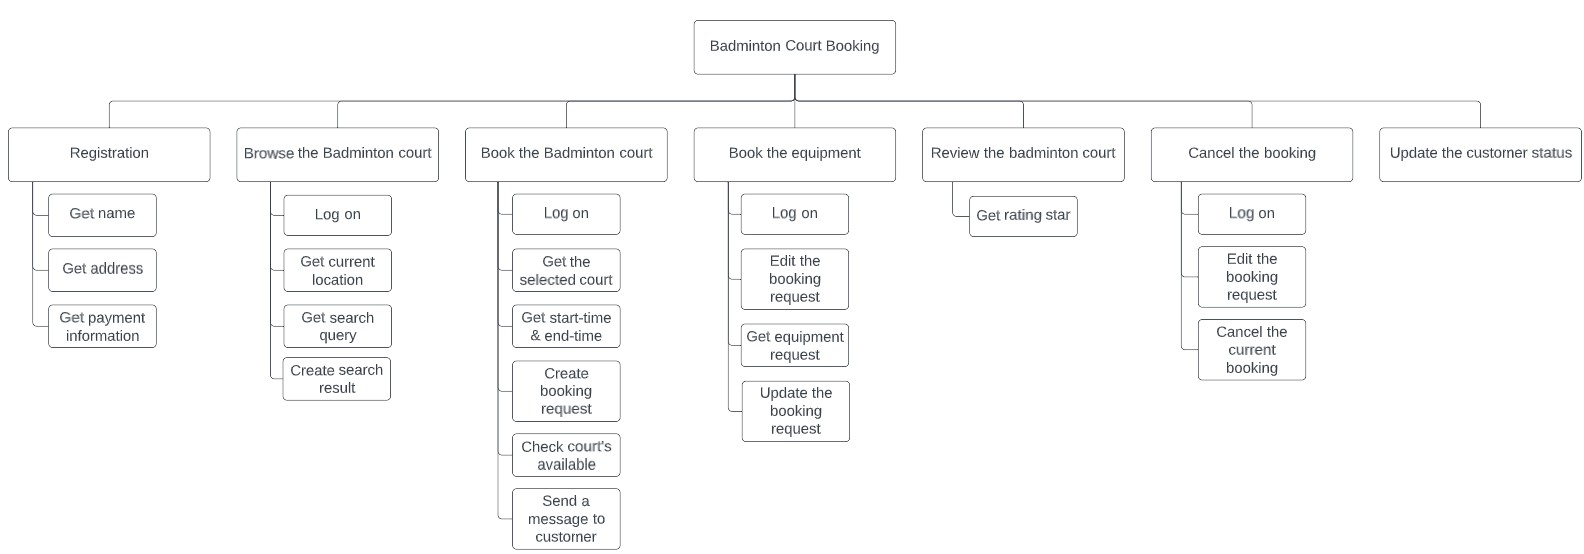 Badminton Court Booking
Registration
Browse the Badminton court
Book the Badminton court
Book the equipment
Review the badminton court
Cancel the booking
Update the customer status
Get name
Get address
Get payment
information
Log on
Get current
location
Get search
query
Create search
result
Log on
Get the
selected court
Get start-time
& end-time
Create
booking
request
Check court's
available
Send a
message to
customer
Log on
Edit the
booking
request
Get equipment
request
Update the
booking
request
Get rating star
Log on
Edit the
booking
request
Cancel the
current
booking